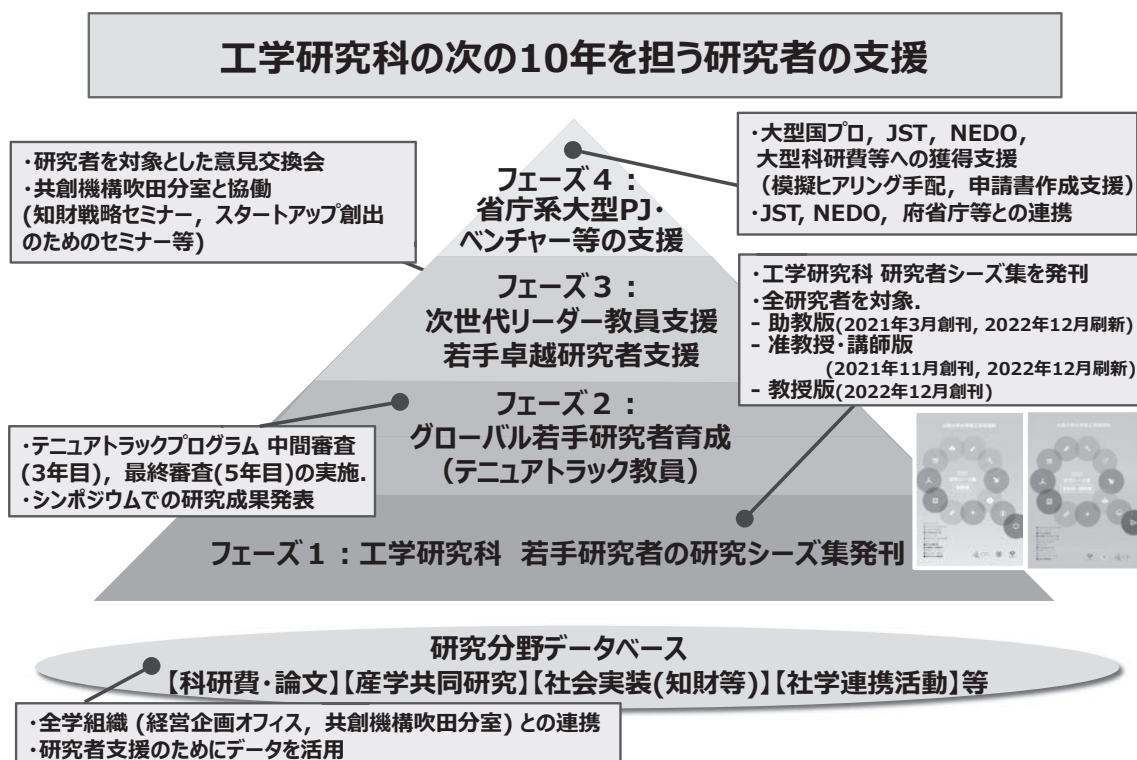 工学研究科の次の10年を担う研究者の支援
・研究者を対象とした意見交換会
・共創機構吹田分室と協働
(知財戦略セミナー, スタートアップ創出
のためのセミナー等)
・大型国プロ, JST, NEDO,
大型科研費等への獲得支援
(模擬ヒアリング手配, 申請書作成支援)
・JST, NEDO, 府省庁等との連携
フェーズ4：
省庁系大型PJ・
ベンチャー等の支援
フェーズ3：
次世代リーダー教員支援
若手卓越研究者支援
・工学研究科 研究者シーズ集を発刊
・全研究者を対象.
- 助教版(2021年3月創刊, 2022年12月刷新)
- 准教授・講師版
(2021年11月創刊, 2022年12月刷新)
- 教授版(2022年12月創刊)
フェーズ2：
グローバル若手研究者育成
(テニュアトラック教員)
・テニュアトラックプログラム 中間審査
(3年目), 最終審査(5年目)の実施.
・シンポジウムでの研究成果発表
フェーズ1：工学研究科 若手研究者の研究シーズ集発刊
研究分野データベース
【科研費・論文】【産学共同研究】【社会実装(知財等)】【社学連携活動】等
・全学組織 (経営企画オフィス, 共創機構吹田分室) との連携
・研究者支援のためにデータを活用